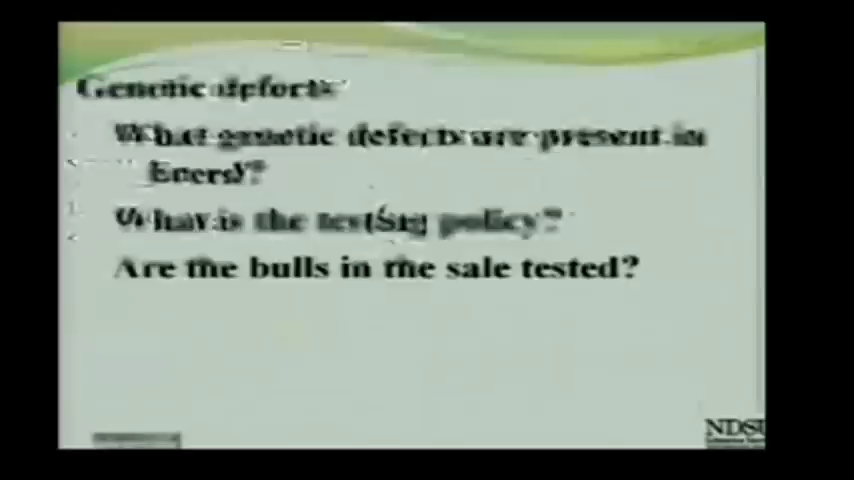 Genetic defects
What genetic defects are present in
What is the testing policy?
Are the bulls in the sale tested?
NDSU